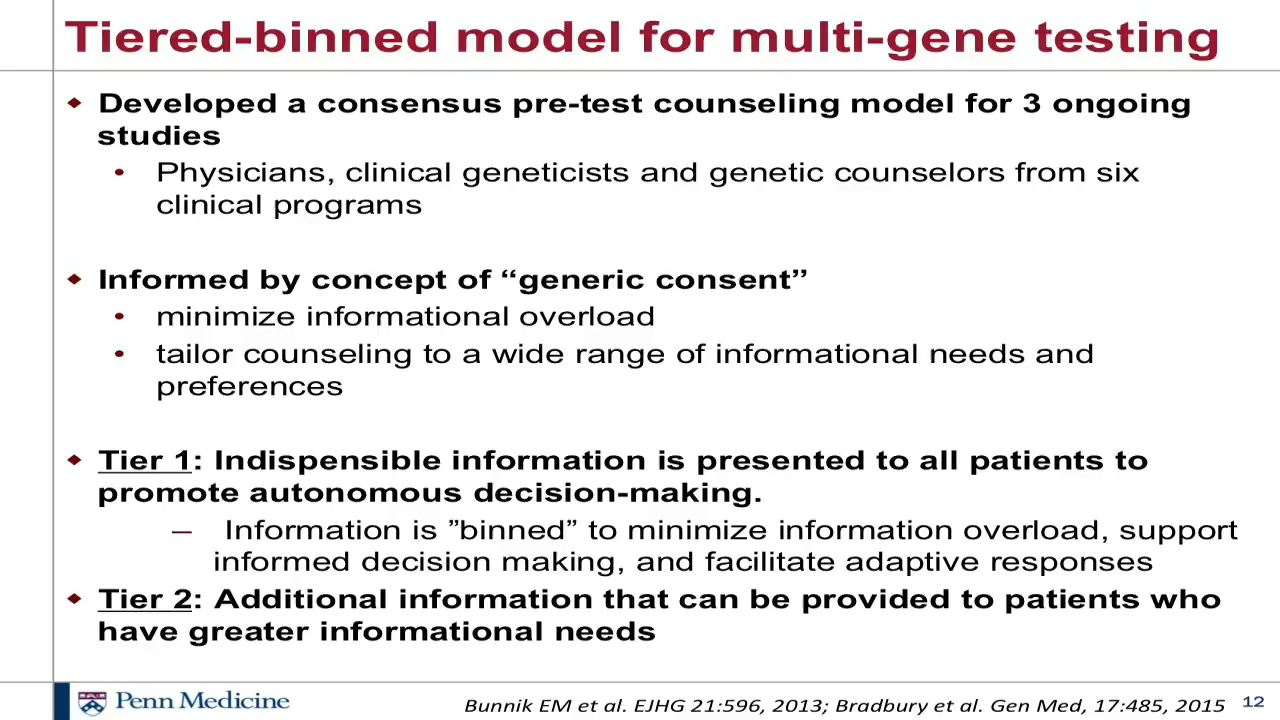 Tiered-binned model for multi-gene testing
Developed a consensus pre-test counseling model for 3 ongoing
studies
• Physicians, clinical geneticists and genetic counselors from six
clinical programs
Informed by concept of “generic consent”
• minimize informational overload
• tailor counseling to a wide range of informational needs and
preferences
Tier 1: Indispensible information is presented to all patients to
promote autonomous decision-making.
— Information is ”binned” to minimize information overload, support
informed decision making, and facilitate adaptive responses
Tier 2: Additional information that can be provided to patients who
have greater informational needs
Penn Medicine
Bunnik EM et al. EJHG 21:596, 2013; Bradbury et al. Gen Med, 17:485, 2015
12